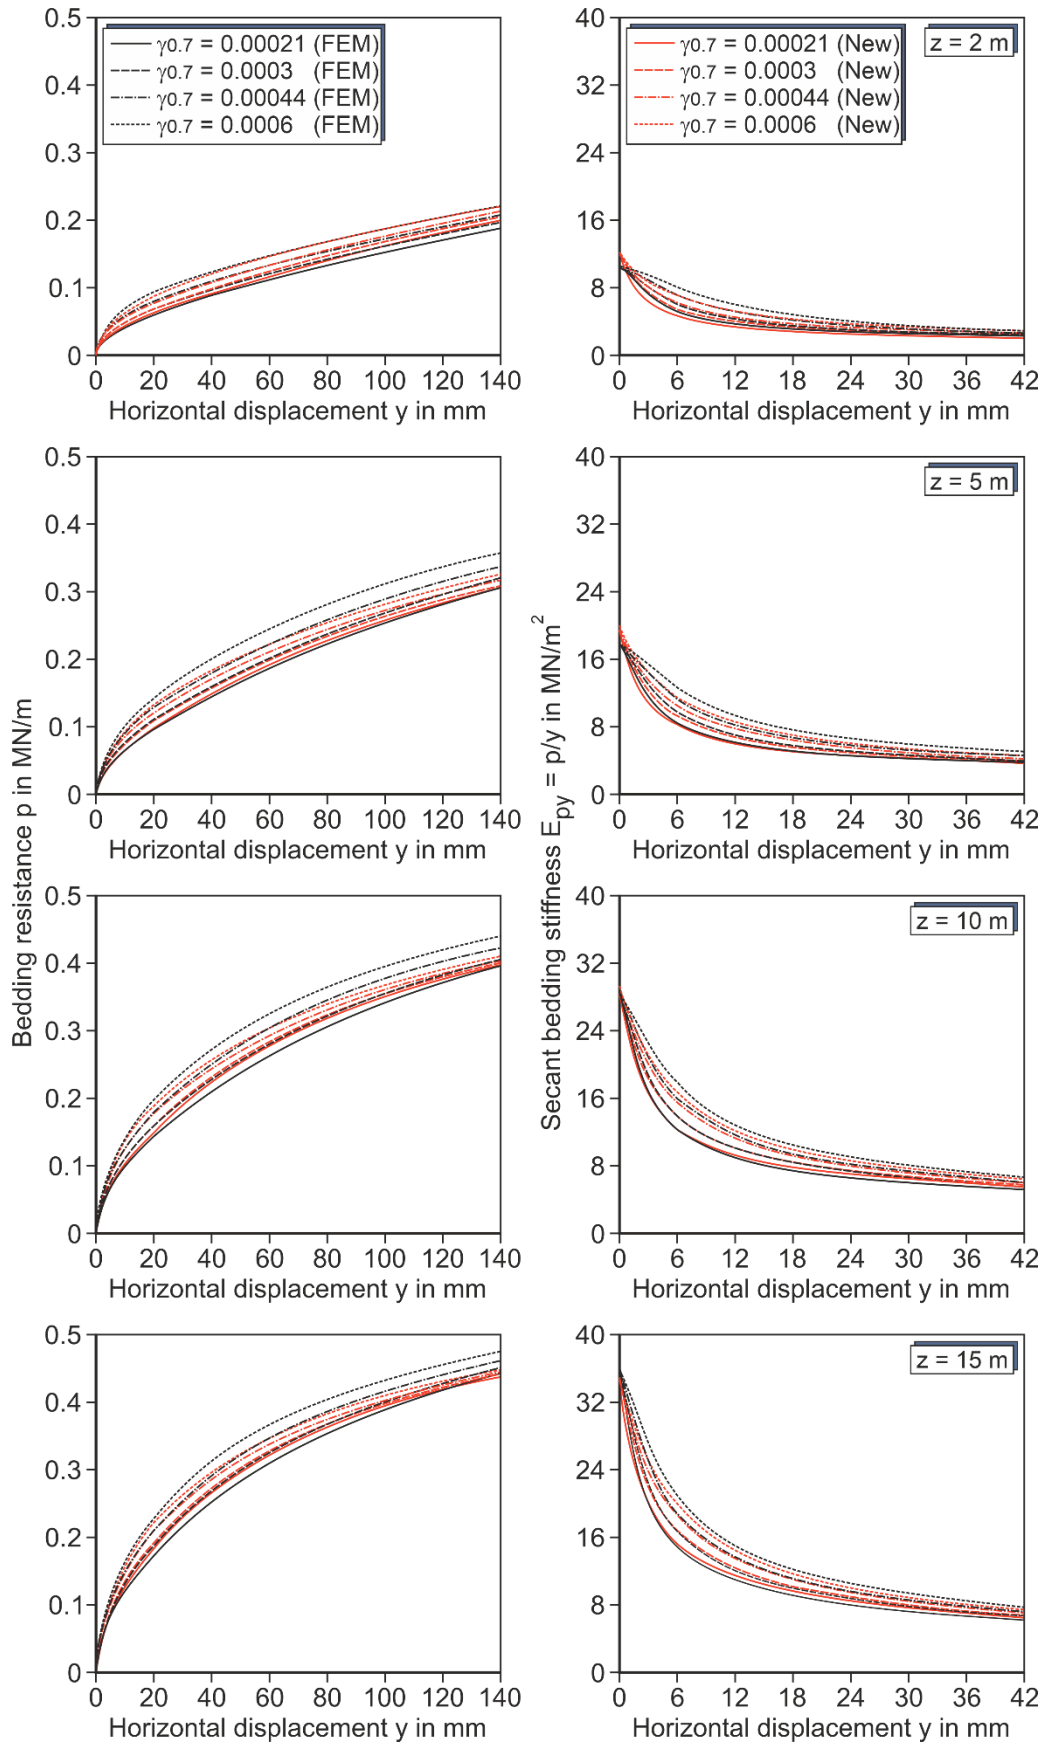 0.5
0.4
0.3
0.2
0.1
0
γ0.7 = 0.00021 (FEM)
γ0.7 = 0.0003 (FEM)
γ0.7 = 0.00044 (FEM)
γ0.7 = 0.0006 (FEM)
0 20 40 60 80 100 120 140
Horizontal displacement y in mm
40
32
24
16
8
0
γ0.7 = 0.00021 (New)
γ0.7 = 0.0003 (New)
γ0.7 = 0.00044 (New)
γ0.7 = 0.0006 (New)
z = 2 m
0 6 12 18 24 30 36 42
Horizontal displacement y in mm
0.5
0.4
0.3
0.2
0.1
0
0 20 40 60 80 100 120 140
Horizontal displacement y in mm
40
32
24
16
8
0
z = 5 m
0 6 12 18 24 30 36 42
Horizontal displacement y in mm
Bedding resistance p in MN/m
Secant bedding stiffness E_py = p/y in MN/m²
0.5
0.4
0.3
0.2
0.1
0
0 20 40 60 80 100 120 140
Horizontal displacement y in mm
40
32
24
16
8
0
z = 10 m
0 6 12 18 24 30 36 42
Horizontal displacement y in mm
0.5
0.4
0.3
0.2
0.1
0
0 20 40 60 80 100 120 140
Horizontal displacement y in mm
40
32
24
16
8
0
z = 15 m
0 6 12 18 24 30 36 42
Horizontal displacement y in mm